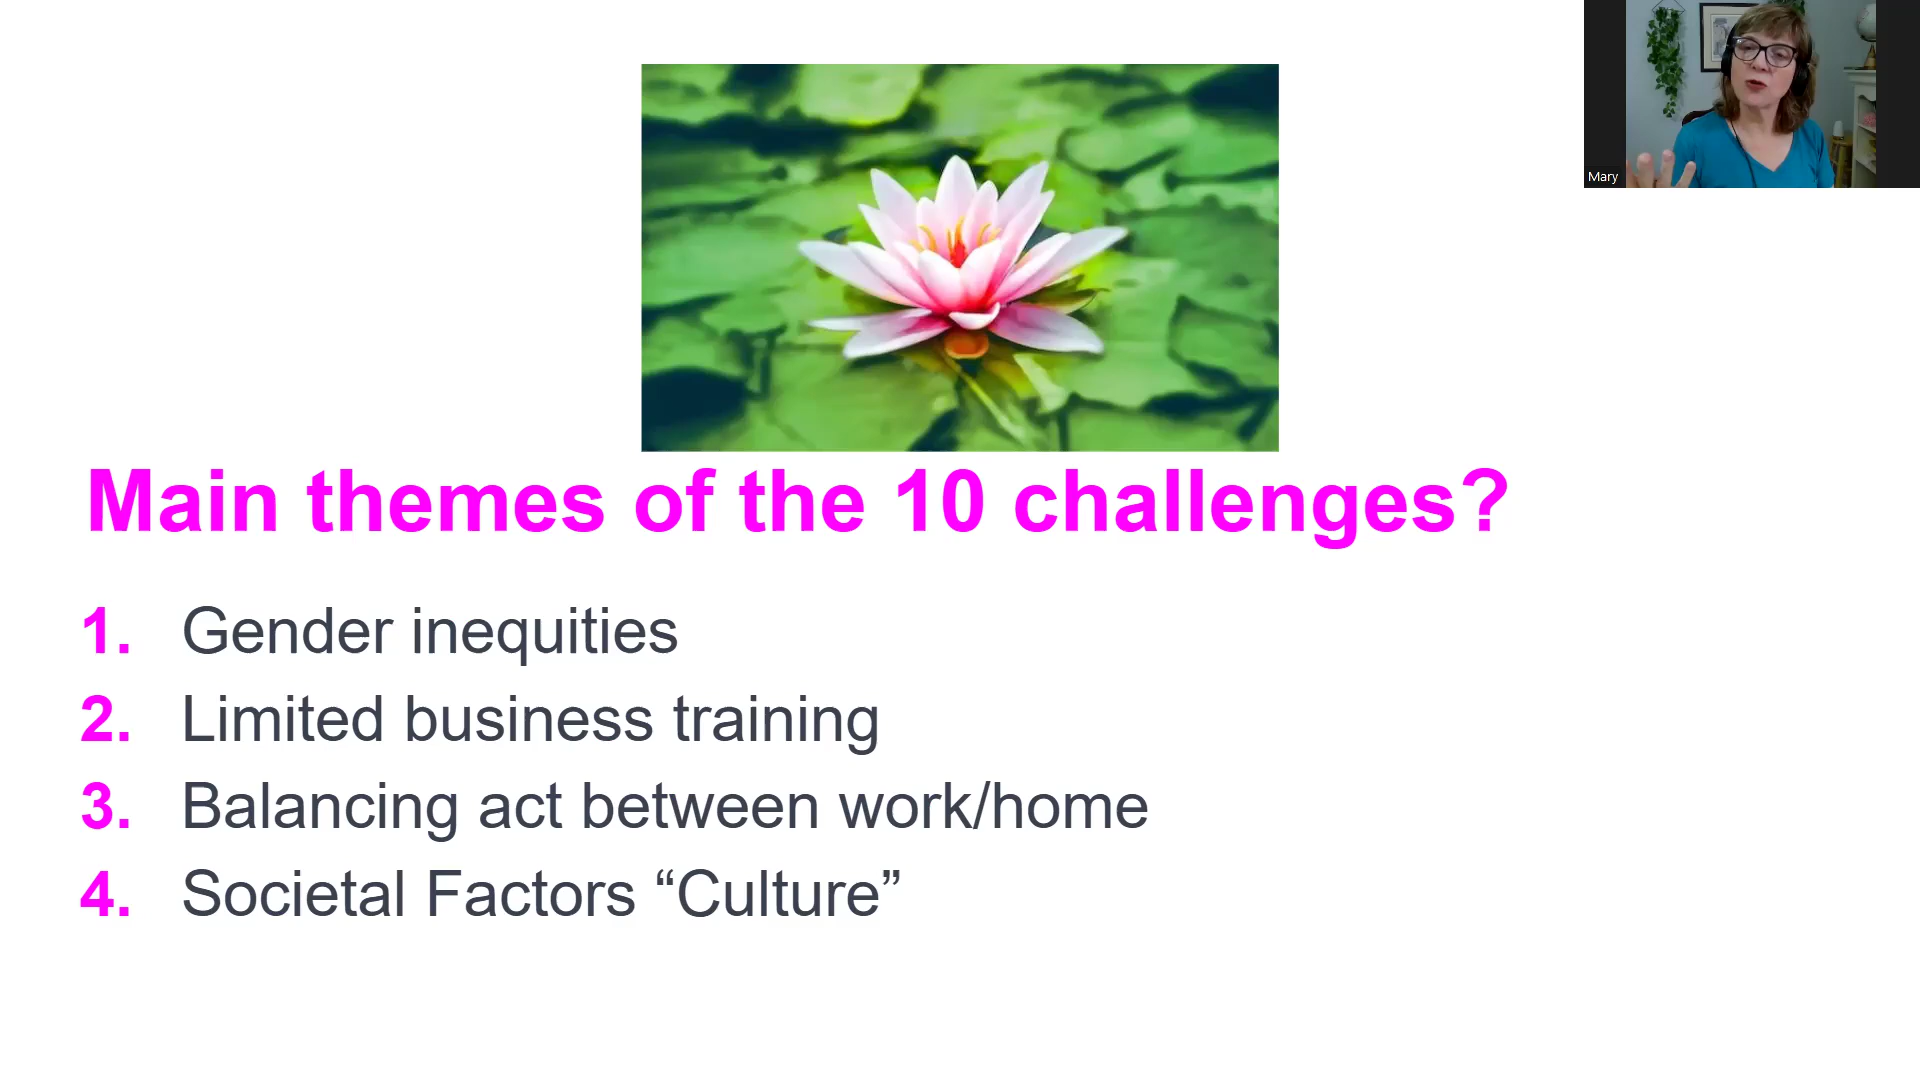 Mary
Main themes of the 10 challenges?
1. Gender inequities
2. Limited business training
3. Balancing act between work/home
4. Societal Factors “Culture”